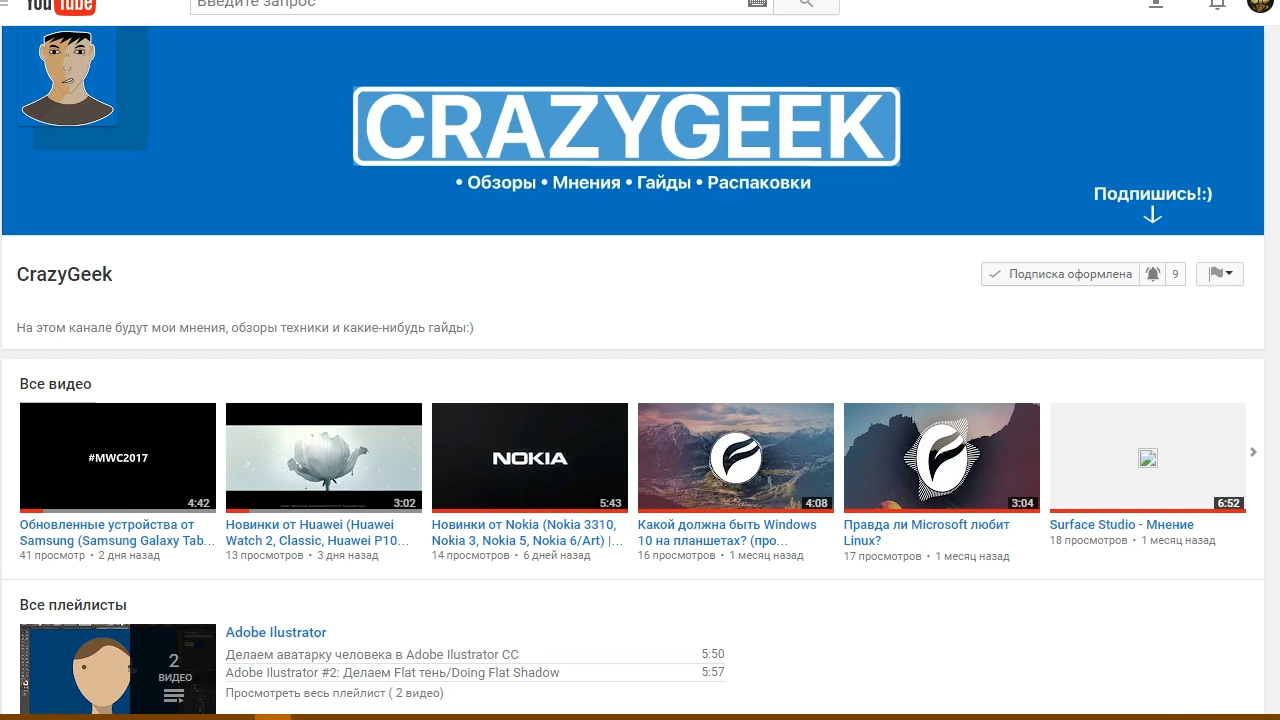 You Tube
Введите запрос
CRAZYGEEK
• Обзоры • Мнения • Гайды • Распаковки
Подпишись!:)
CrazyGeek
Подписка оформлена
9
На этом канале будут мои мнения, обзоры техники и какие-нибудь гайды:)
Все видео
#MWC2017
4:42
Обновленные устройства от
Samsung (Samsung Galaxy Tab...
41 просмотр • 2 дня назад
3:02
Новинки от Huawei (Huawei
Watch 2, Classic, Huawei P10...
13 просмотров • 3 дня назад
NOKIA
5:43
Новинки от Nokia (Nokia 3310,
Nokia 3, Nokia 5, Nokia 6/Art) |...
14 просмотров • 6 дней назад
4:08
Какой должна быть Windows
10 на планшетах? (про...
16 просмотров • 1 месяц назад
3:04
Правда ли Microsoft любит
Linux?
17 просмотров • 1 месяц назад
6:52
Surface Studio - Мнение
18 просмотров • 1 месяц назад
Все плейлисты
2
ВИДЕО
Adobe Ilustrator
Делаем аватарку человека в Adobe Ilustrator CC 5:50
Adobe Ilustrator #2: Делаем Flat тень/Doing Flat Shadow 5:57
Просмотреть весь плейлист ( 2 видео)